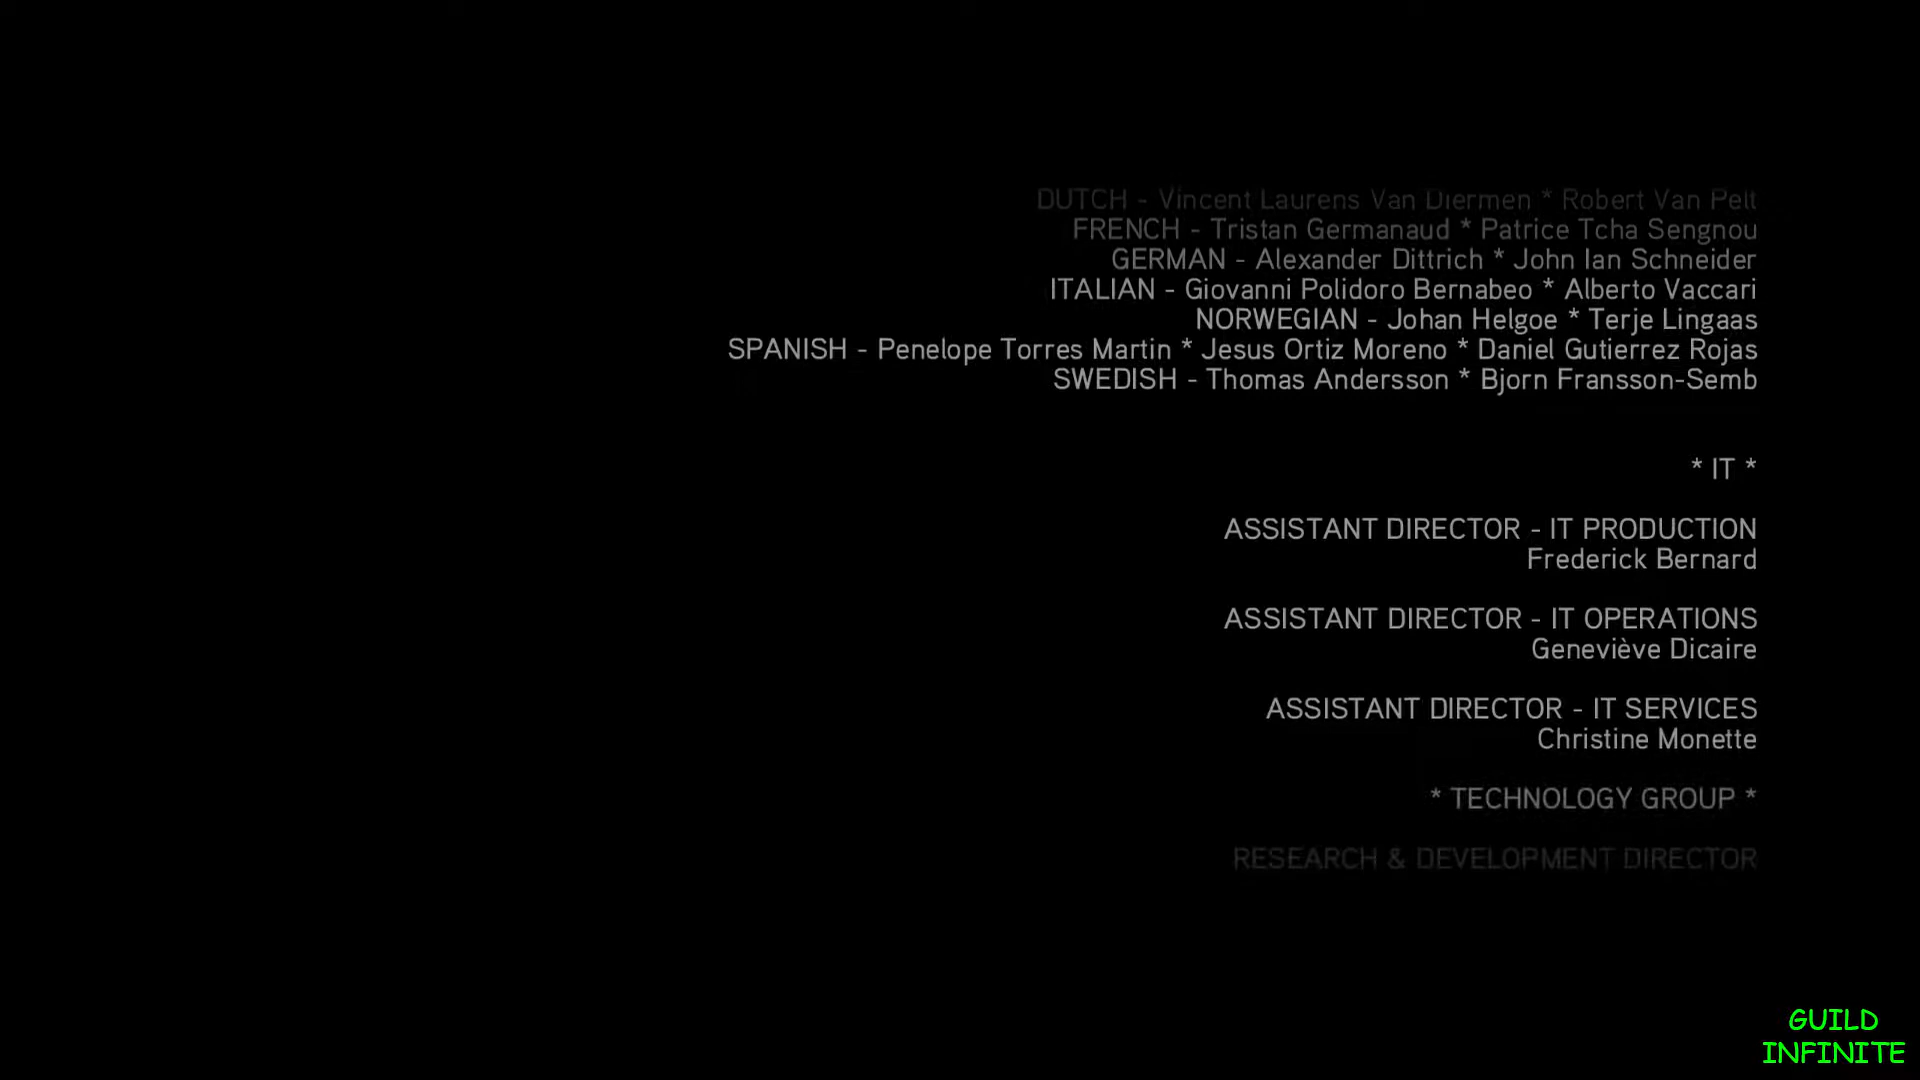 DUTCH - Vincent Laurens Van Diermen * Robert Van Pelt
FRENCH - Tristan Germanaud * Patrice Tcha Sengnou
GERMAN - Alexander Dittrich * John Ian Schneider
ITALIAN - Giovanni Polidoro Bernabeo * Alberto Vaccari
NORWEGIAN - Johan Helgoe * Terje Lingaas
SPANISH - Penelope Torres Martin * Jesus Ortiz Moreno * Daniel Gutierrez Rojas
SWEDISH - Thomas Andersson * Bjorn Fransson-Semb
* IT *
ASSISTANT DIRECTOR - IT PRODUCTION
Frederick Bernard
ASSISTANT DIRECTOR - IT OPERATIONS
Geneviève Dicaire
ASSISTANT DIRECTOR - IT SERVICES
Christine Monette
* TECHNOLOGY GROUP *
RESEARCH & DEVELOPMENT DIRECTOR
GUILD
INFINITE